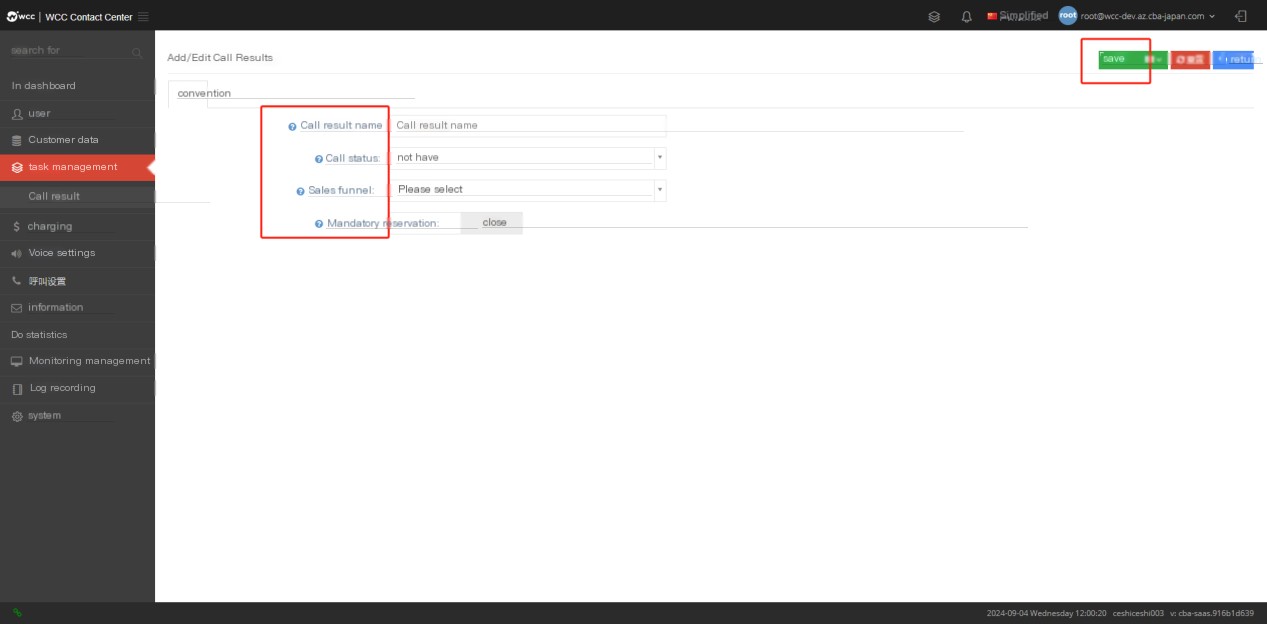 wcc | WCC Contact Center
Simplified
root
root@wcc-dev.az.cba-japan.com
search for
In dashboard
user
Customer data
task management
Call result
charging
Voice settings
呼叫设置
information
Do statistics
Monitoring management
Log recording
system
Add/Edit Call Results
save
return
convention
Call result name
Call result name
Call status:
not have
Sales funnel:
Please select
Mandatory reservation:
close
2024-09-04 Wednesday 12:00:20 ceshiceshi003 v: cba-saas.916b1d639